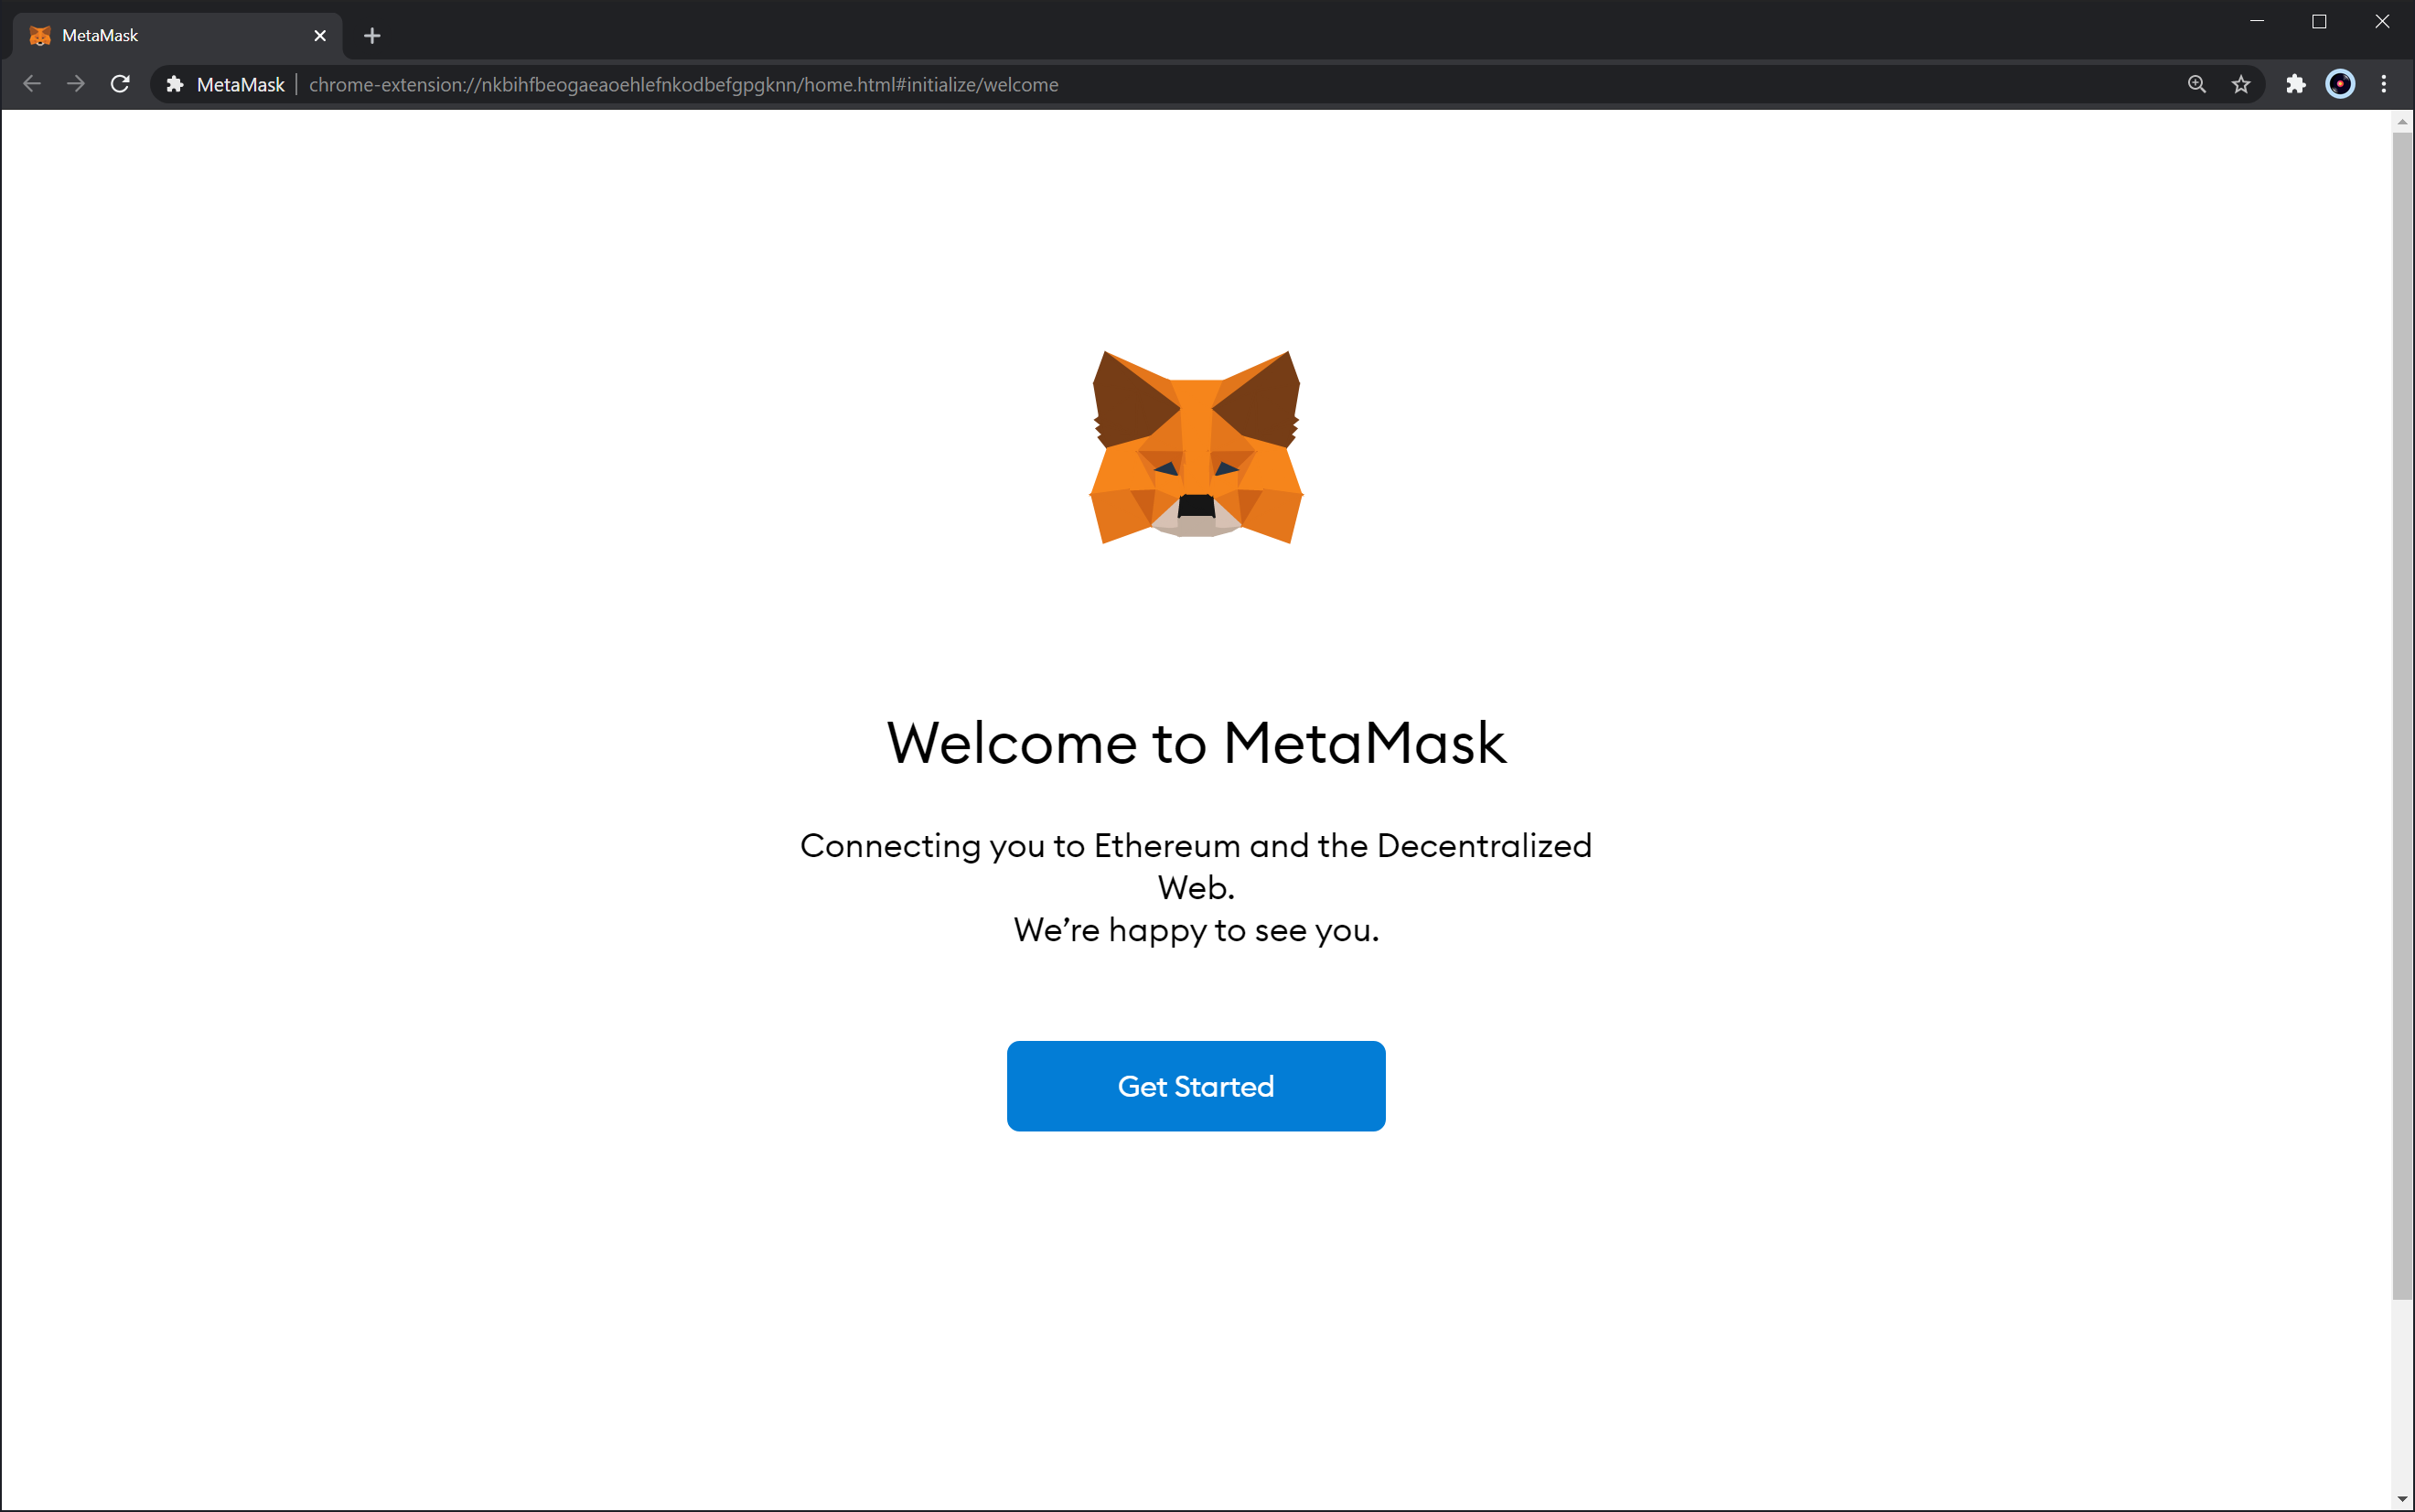 MetaMask
MetaMask | chrome-extension://nkbihfbeogaeaoehlefnkodbefgpgknn/home.html#initialize/welcome
Welcome to MetaMask
Connecting you to Ethereum and the Decentralized
Web.
We’re happy to see you.
Get Started